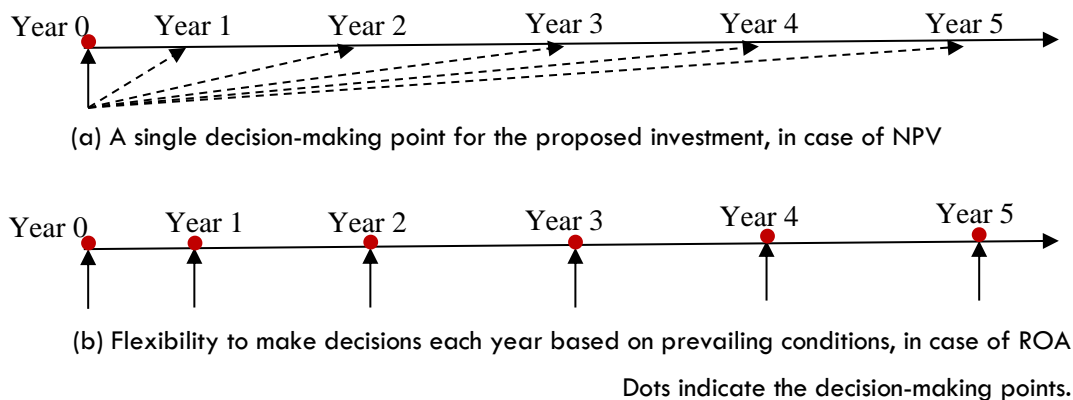 Year 0 Year 1 Year 2 Year 3 Year 4 Year 5
(a) A single decision-making point for the proposed investment, in case of NPV
Year 0 Year 1 Year 2 Year 3 Year 4 Year 5
(b) Flexibility to make decisions each year based on prevailing conditions, in case of ROA
Dots indicate the decision-making points.